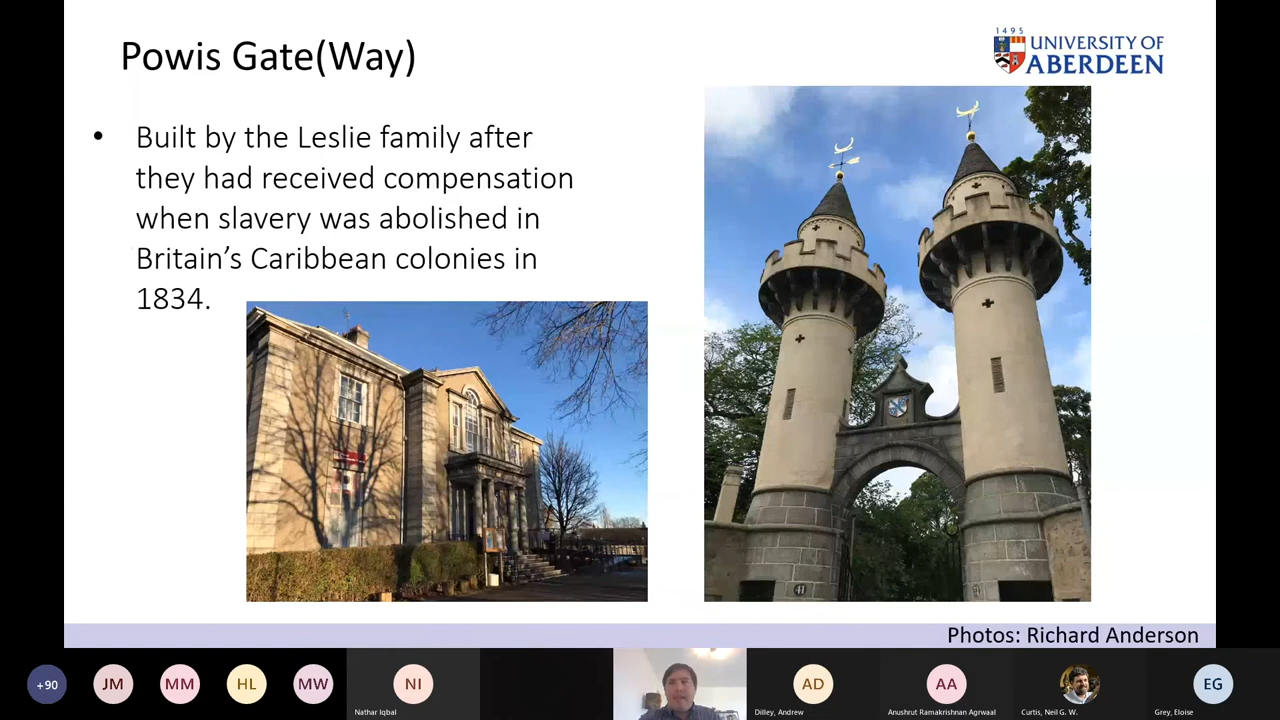 Powis Gate(Way)
1495
UNIVERSITY OF
ABERDEEN
• Built by the Leslie family after
they had received compensation
when slavery was abolished in
Britain’s Caribbean colonies in
1834.
41
Photos: Richard Anderson
+90
JM
MM
HL
MW
NI
AD
AA
EG
Nathar Iqbal
Dilley, Andrew
Anushrut Ramakrishnan Agrwaal
Curtis, Neil G. W.
Grey, Eloise